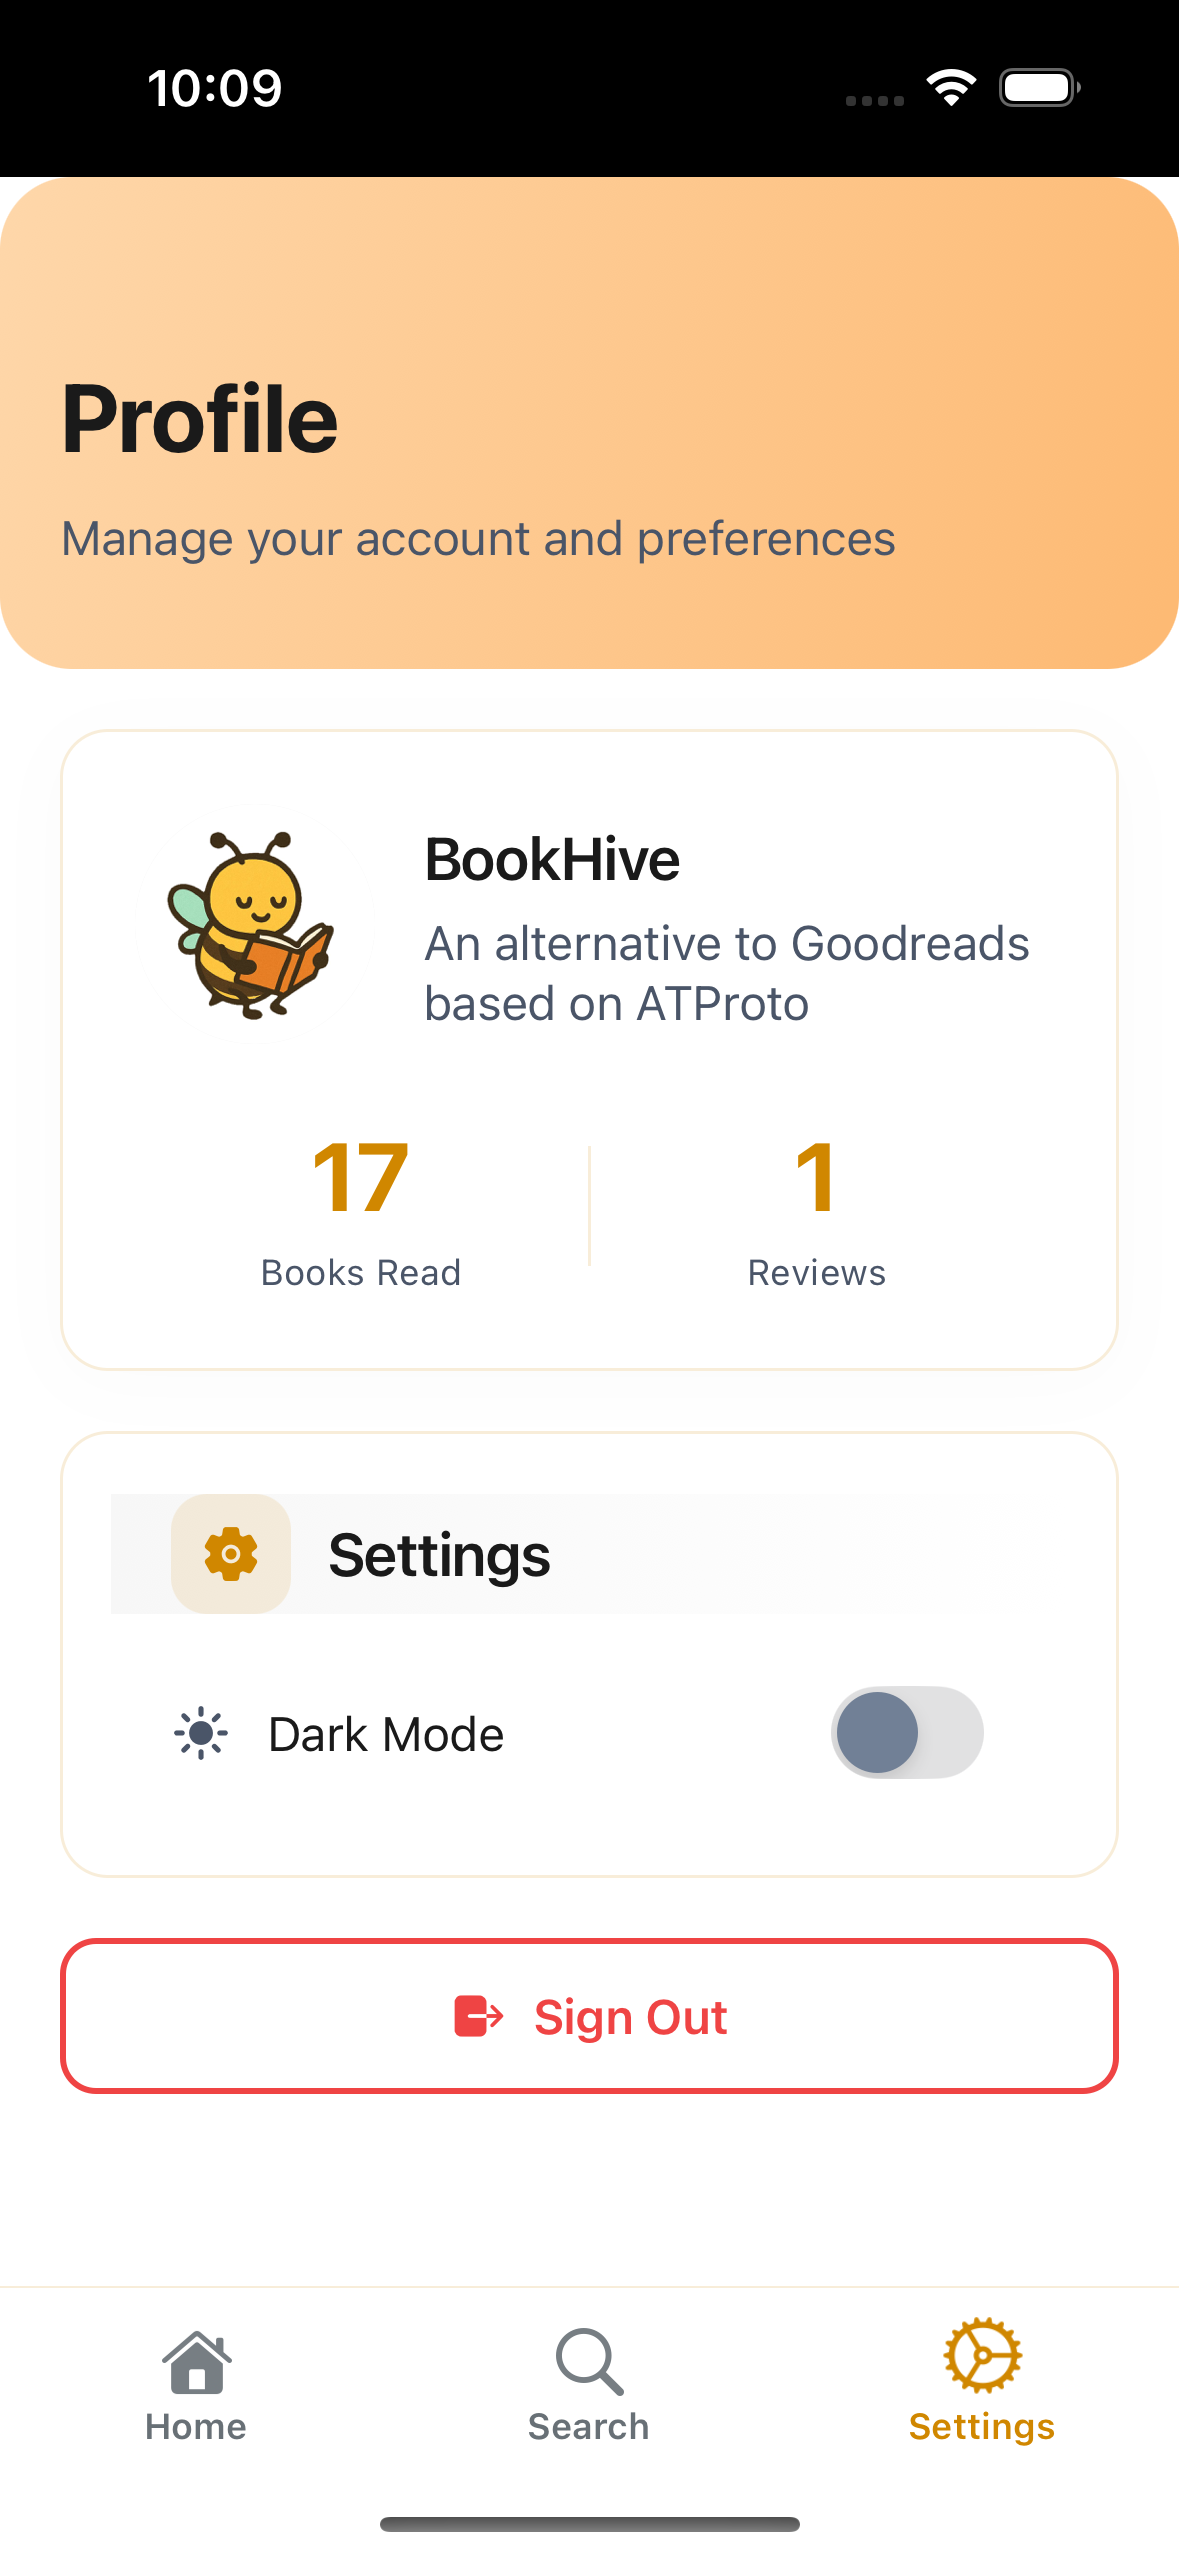 10:09
Profile
Manage your account and preferences
BookHive
An alternative to Goodreads
based on ATProto
17
Books Read
1
Reviews
Settings
Dark Mode
Sign Out
Home
Search
Settings